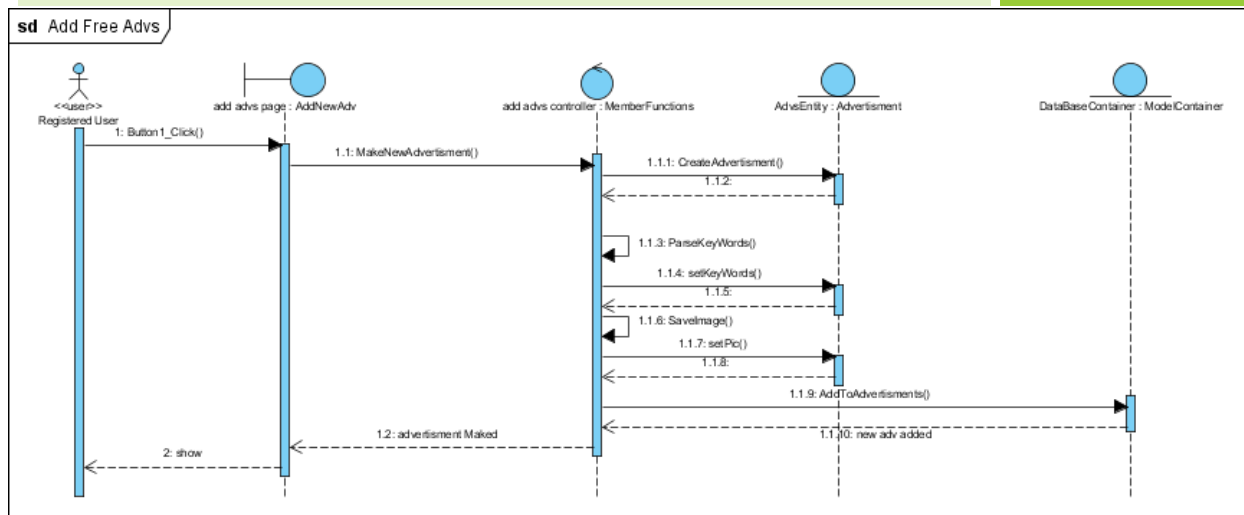 sd Add Free Advs
<<user>>
Registered User
add advs page : AddNewAdv
add advs controller : MemberFunctions
AdvsEntity : Advertisment
DataBaseContainer : ModelContainer
1: Button1_Click()
1.1: MakeNewAdvertisment()
1.1.1: CreateAdvertisment()
1.1.2:
1.1.3: ParseKeyWords()
1.1.4: setKeyWords()
1.1.5:
1.1.6: SaveImage()
1.1.7: setPic()
1.1.8:
1.1.9: AddToAdvertisments()
1.1.10: new adv added
1.2: advertisment Maked
2: show